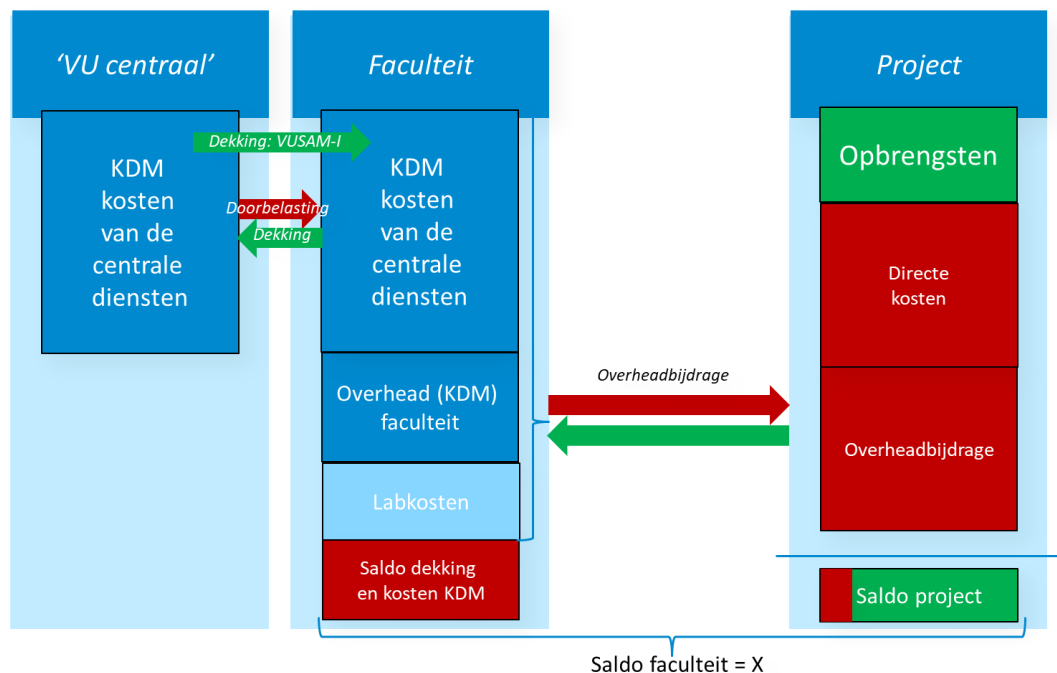 ‘VU centraal’
KDM
kosten
van de
centrale
diensten
Dekking: VUSAM-I
Doorbelasting
Dekking
Faculteit
KDM
kosten
van de
centrale
diensten
Overhead (KDM)
faculteit
Labkosten
Saldo dekking
en kosten KDM
Overheadbijdrage
Project
Opbrengsten
Directe
kosten
Overheadbijdrage
Saldo project
Saldo faculteit = X